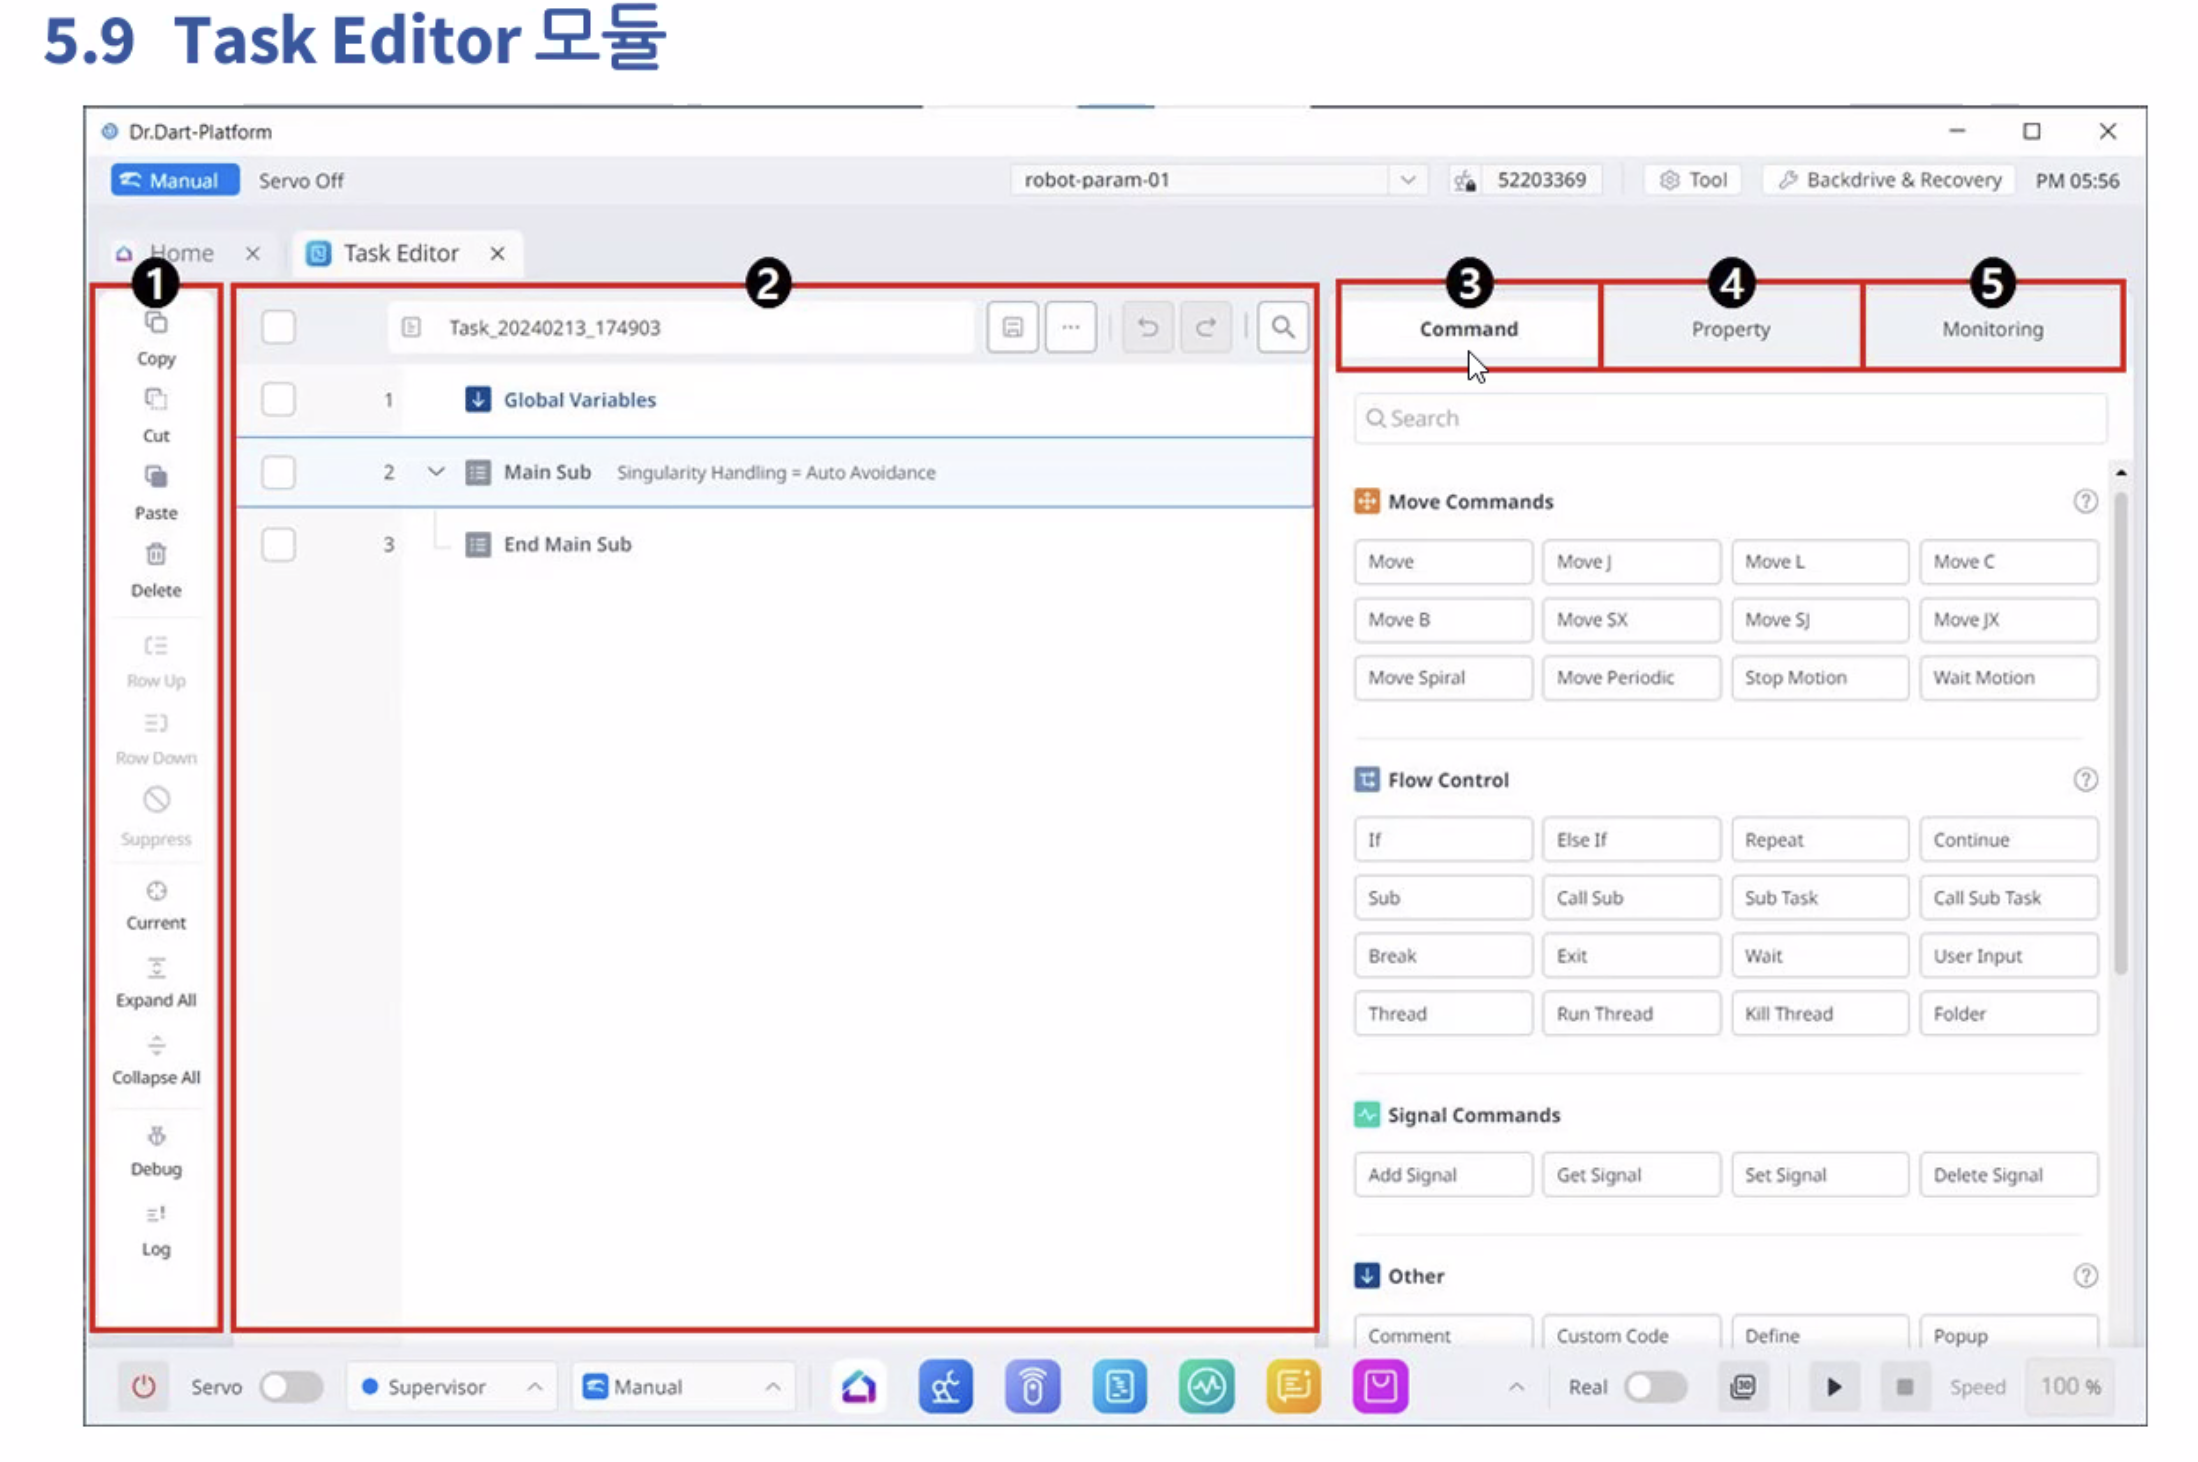 5.9 Task Editor 모듈
Dr.Dart-Platform
Manual Servo Off robot-param-01 52203369 Tool Backdrive & Recovery PM 05:56
Home Task Editor
1 2 3 4 5
Task_20240213_174903
Command Property Monitoring
Copy
Cut
Paste
Delete
Row Up
Row Down
Suppress
Current
Expand All
Collapse All
Debug
Log
1 Global Variables
2 Main Sub Singularity Handling = Auto Avoidance
3 End Main Sub
Search
Move Commands ?
Move Move J Move L Move C
Move B Move SX Move SJ Move JX
Move Spiral Move Periodic Stop Motion Wait Motion
Flow Control ?
If Else If Repeat Continue
Sub Call Sub Sub Task Call Sub Task
Break Exit Wait User Input
Thread Run Thread Kill Thread Folder
Signal Commands
Add Signal Get Signal Set Signal Delete Signal
Other ?
Comment Custom Code Define Popup
Servo Supervisor Manual Real 3D Speed 100 %